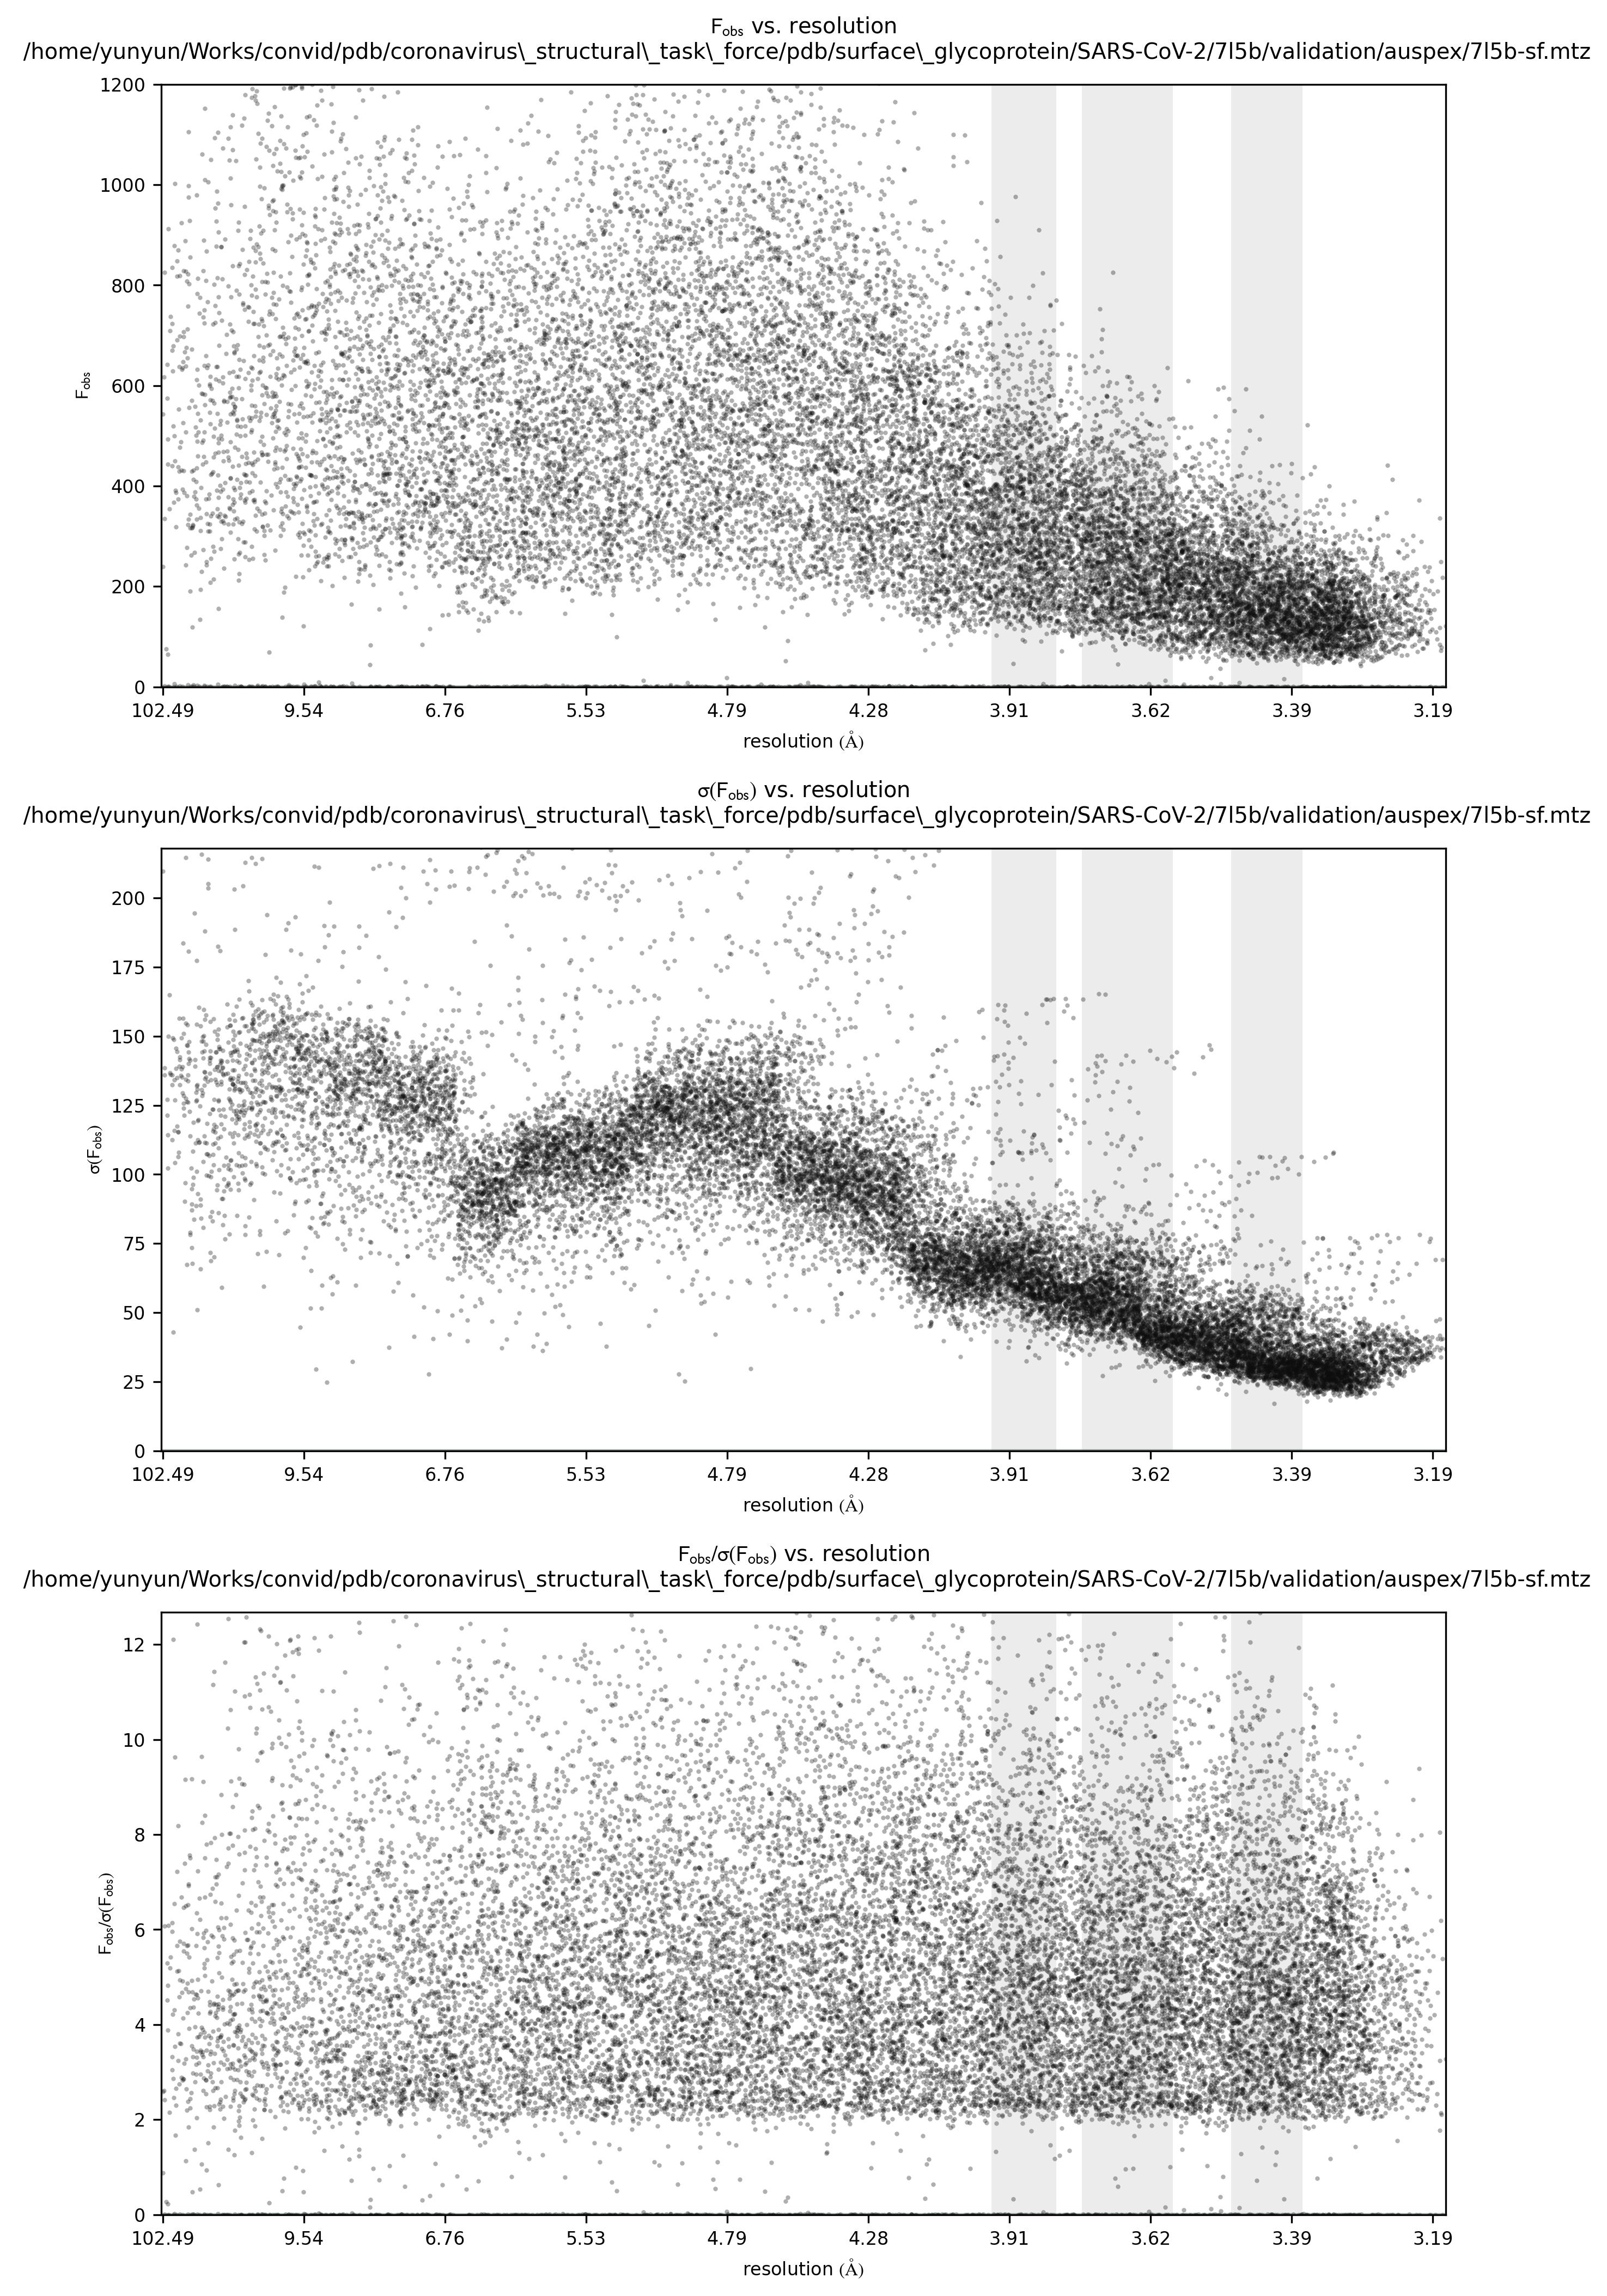 Fobs vs. resolution
/home/yunyun/Works/convid/pdb/coronavirus\_structural\_task\_force/pdb/surface\_glycoprotein/SARS-CoV-2/7l5b/validation/auspex/7l5b-sf.mtz
1200
1000
800
600
400
200
0
Fobs
102.49 9.54 6.76 5.53 4.79 4.28 3.91 3.62 3.39 3.19
resolution (Å)
σ(Fobs) vs. resolution
/home/yunyun/Works/convid/pdb/coronavirus\_structural\_task\_force/pdb/surface\_glycoprotein/SARS-CoV-2/7l5b/validation/auspex/7l5b-sf.mtz
200
175
150
125
100
75
50
25
0
σ(Fobs)
102.49 9.54 6.76 5.53 4.79 4.28 3.91 3.62 3.39 3.19
resolution (Å)
Fobs/σ(Fobs) vs. resolution
/home/yunyun/Works/convid/pdb/coronavirus\_structural\_task\_force/pdb/surface\_glycoprotein/SARS-CoV-2/7l5b/validation/auspex/7l5b-sf.mtz
12
10
8
6
4
2
0
Fobs/σ(Fobs)
102.49 9.54 6.76 5.53 4.79 4.28 3.91 3.62 3.39 3.19
resolution (Å)